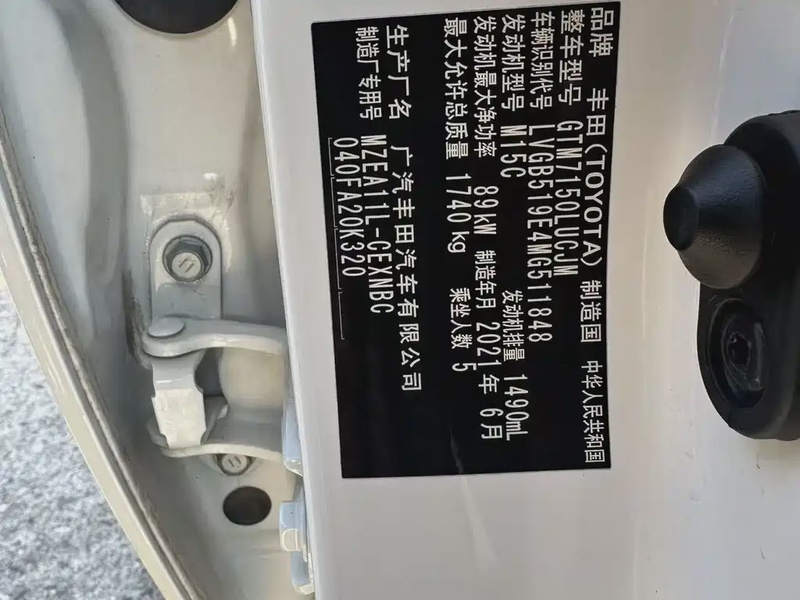 品牌 丰田(TOYOTA) 制造国 中华人民共和国
整车型号 GTM7150LUCJM
车辆识别代号 LVGB519E4MG511848
发动机型号 M15C 发动机排量 1490mL
发动机最大净功率 89kW 制造年月 2021年 6月
最大允许总质量 1740kg 乘坐人数 5
生产厂名 广汽丰田汽车有限公司
制造厂专用号 MZEA11L-CEXNBC
040FA20K320